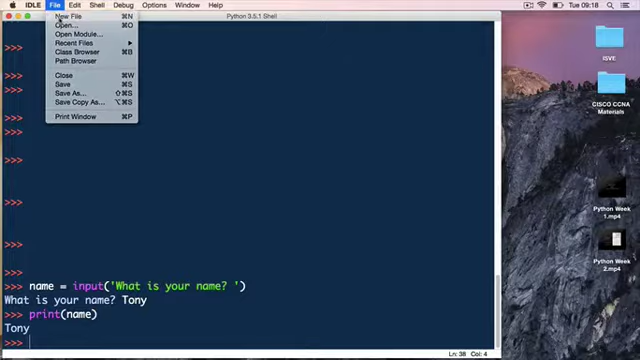 IDLE File Edit Shell Debug Options Window Help
Tue 09:18
Python 3.5.1 Shell
New File ⌘N
Open... ⌘O
Open Module...
Recent Files ▶
Class Browser ⌘B
Path Browser
Close ⌘W
Save ⌘S
Save As... ⇧⌘S
Save Copy As... ⌥⌘S
Print Window ⌘P
>>>
>>>
>>>
>>>
>>>
>>>
>>>
>>>
>>>
>>> name = input('What is your name? ')
What is your name? Tony
>>> print(name)
Tony
>>>
Ln: 38 Col: 4
ISVE
CISCO CCNA
Materials
Python Week
1.mp4
Python Week
2.mp4